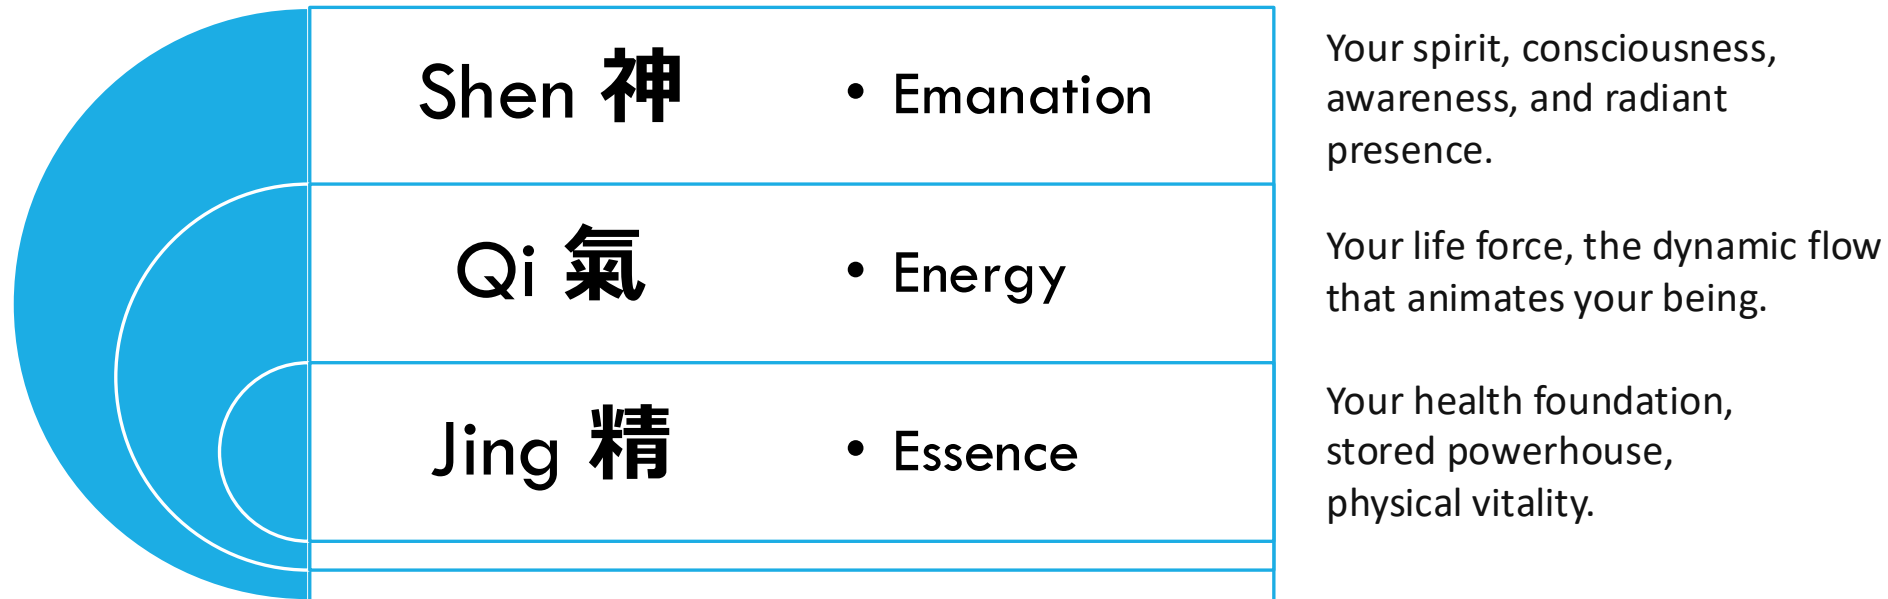 Shen 神
• Emanation
Your spirit, consciousness,
awareness, and radiant
presence.
Qi 氣
• Energy
Your life force, the dynamic flow
that animates your being.
Jing 精
• Essence
Your health foundation,
stored powerhouse,
physical vitality.